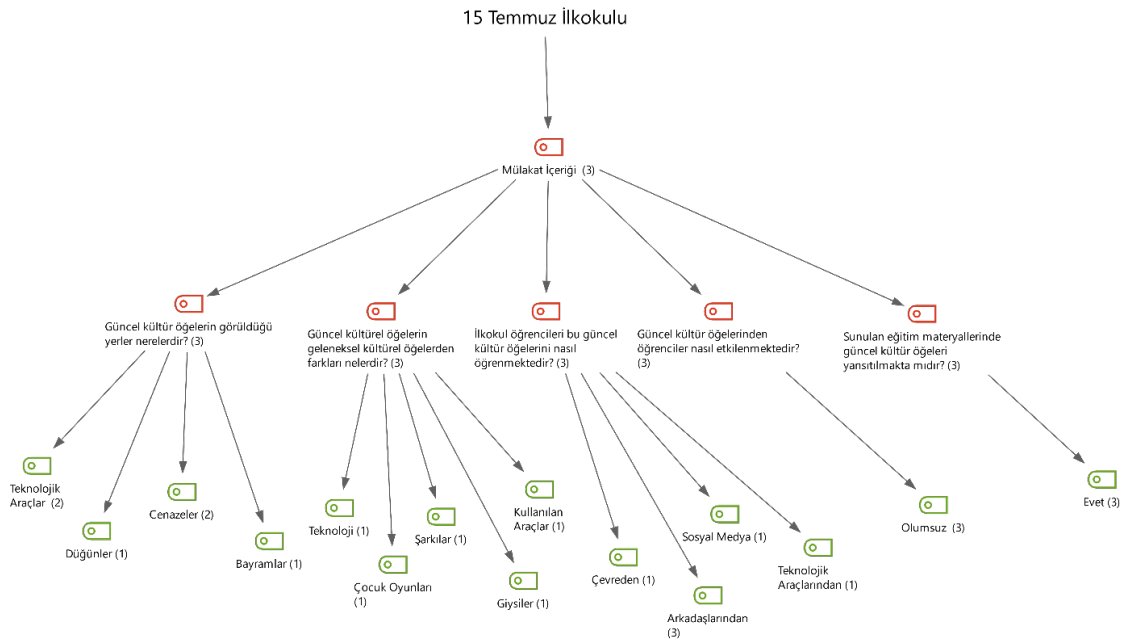 15 Temmuz İlkokulu
Mülakat İçeriği (3)
Güncel kültür öğelerin görüldüğü
yerler nerelerdir? (3)
Güncel kültürel öğelerin
geleneksel kültürel öğelerden
farkları nelerdir? (3)
İlkokul öğrencileri bu güncel
kültür öğelerini nasıl
öğrenmektedir? (3)
Güncel kültür öğelerinden
öğrenciler nasıl etkilenmektedir?
(3)
Sunulan eğitim materyallerinde
güncel kültür öğeleri
yansıtılmakta mıdır? (3)
Teknolojik
Araçlar (2)
Düğünler (1)
Cenazeler (2)
Bayramlar (1)
Teknoloji (1)
Çocuk Oyunları
(1)
Şarkılar (1)
Giysiler (1)
Kullanılan
Araçlar (1)
Çevreden (1)
Arkadaşlarından
(3)
Sosyal Medya (1)
Teknolojik
Araçlarından (1)
Olumsuz (3)
Evet (3)